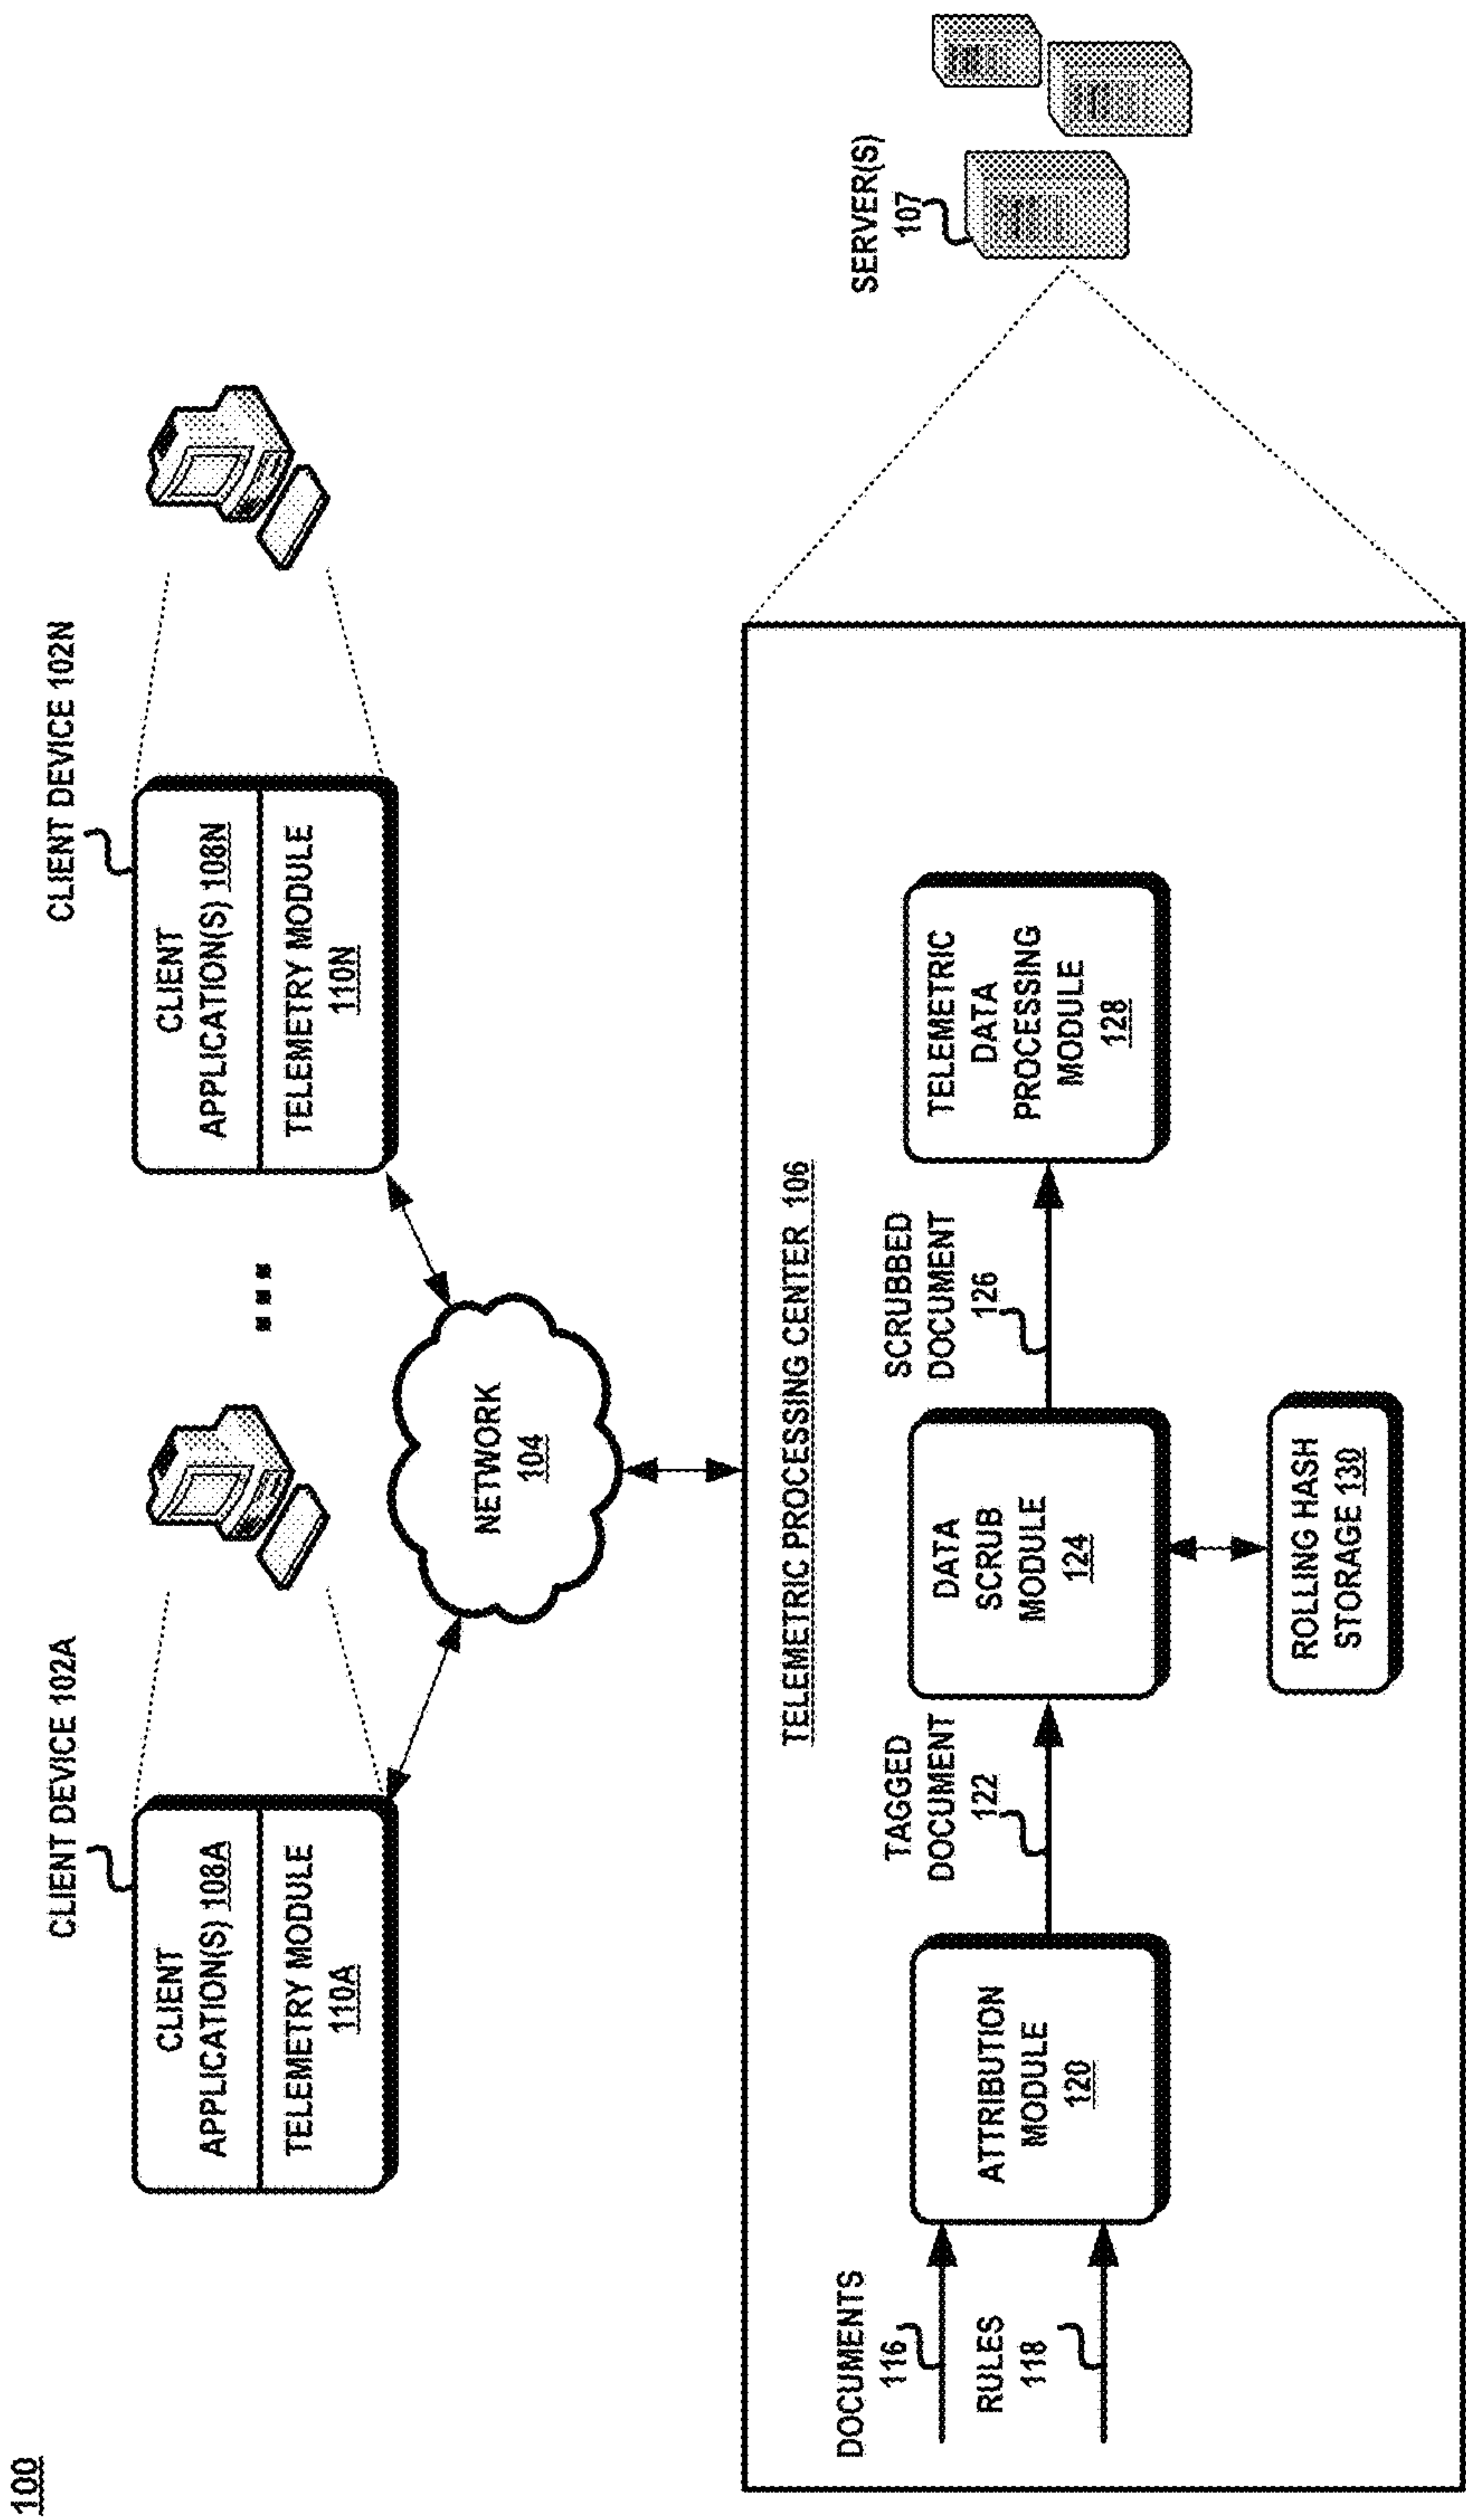 100
CLIENT DEVICE 102A
CLIENT
APPLICATION(S) 108A
TELEMETRY MODULE
110A
CLIENT DEVICE 102N
CLIENT
APPLICATION(S) 108N
TELEMETRY MODULE
110N
NETWORK
104
SERVER(S)
107
TELEMETRIC PROCESSING CENTER 106
DOCUMENTS
116
RULES
118
ATTRIBUTION
MODULE
120
TAGGED
DOCUMENT
122
DATA
SCRUB
MODULE
124
SCRUBBED
DOCUMENT
126
TELEMETRIC
DATA
PROCESSING
MODULE
128
ROLLING HASH
STORAGE 130